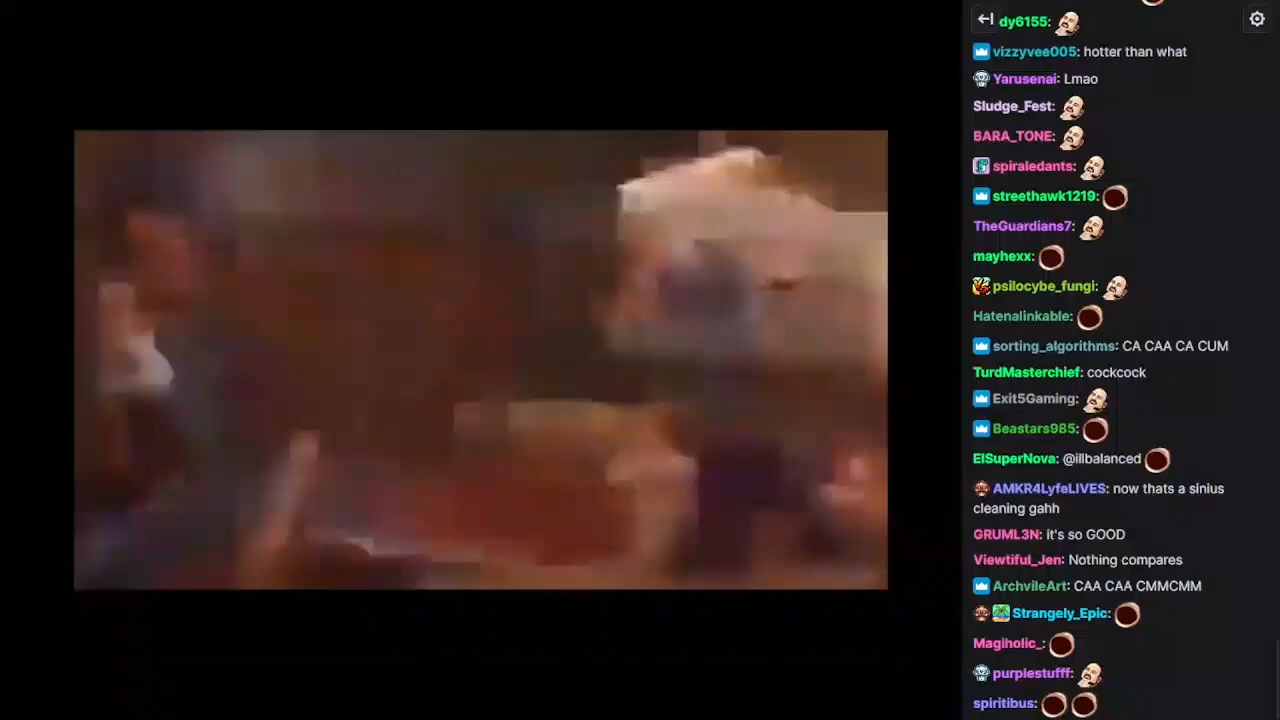 dy6155:
vizzyvee005: hotter than what
Yarusenai: Lmao
Sludge_Fest:
BARA_TONE:
spiraledants:
streethawk1219:
TheGuardians7:
mayhexx:
psilocybe_fungi:
Hatenalinkable:
sorting_algorithms: CA CAA CA CUM
TurdMasterchief: cockcock
Exit5Gaming:
Beastars985:
ElSuperNova: @illbalanced
AMKR4LyfeLIVES: now thats a sinius
cleaning gahh
GRUML3N: it's so GOOD
Viewtiful_Jen: Nothing compares
ArchvileArt: CAA CAA CMMCMM
Strangely_Epic:
Magiholic_:
purplestufff:
spiritibus: